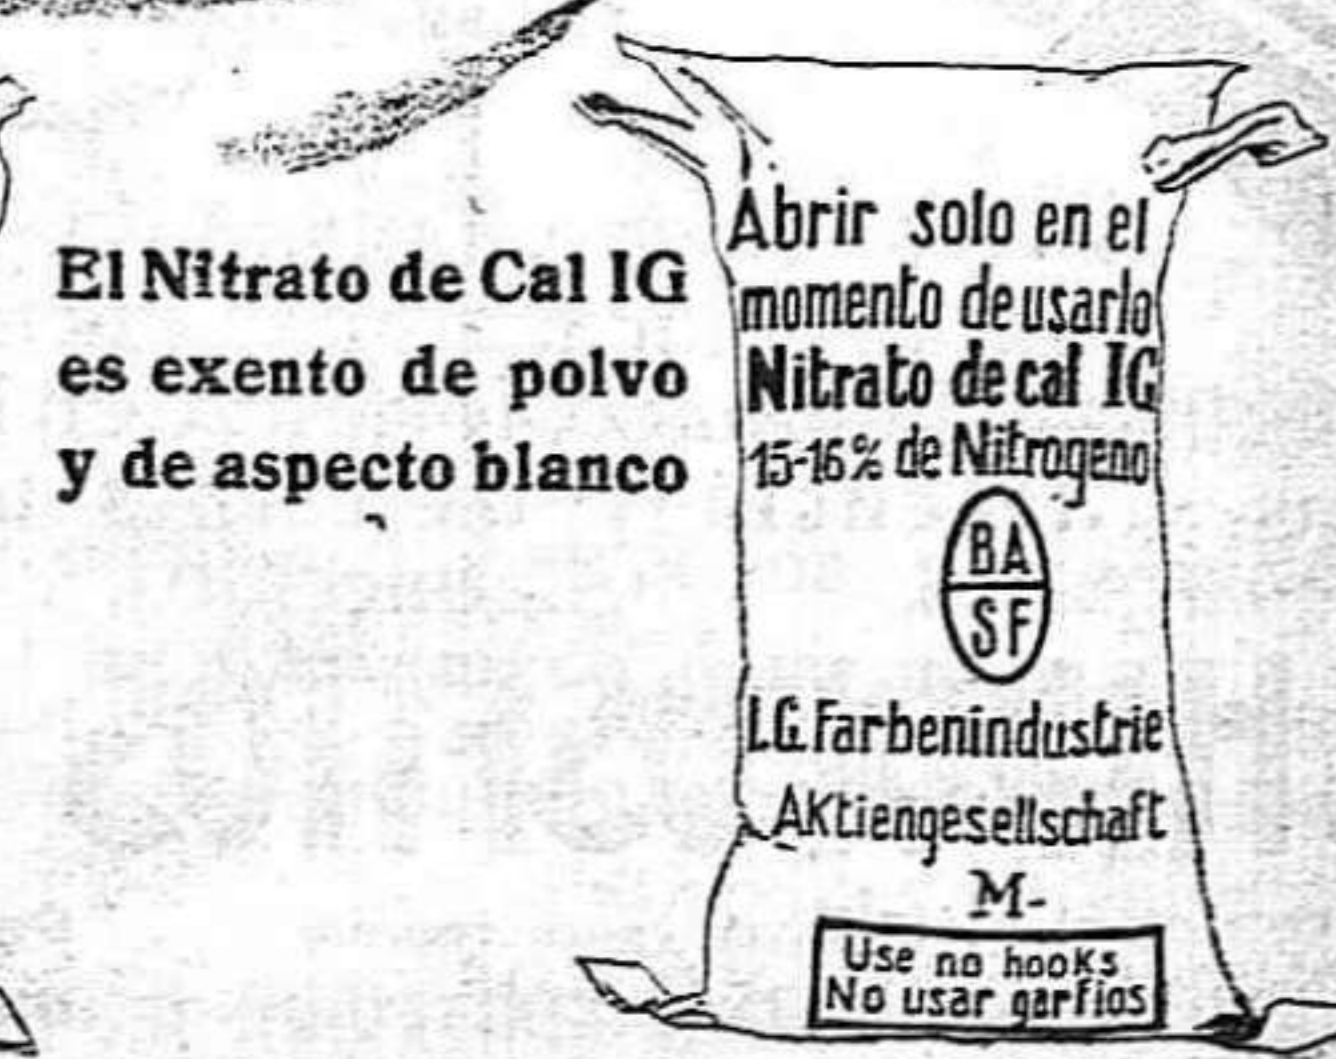 El Nitrato de Cal IG
es exento de polvo
y de aspecto blanco
Abrir solo en el
momento de usarlo
Nitrato de cal IG
15-16% de Nitrogeno
BA
SF
I.G. Farbenindustrie
Aktiengesellschaft
M-
Use no hooks
No usar garfios